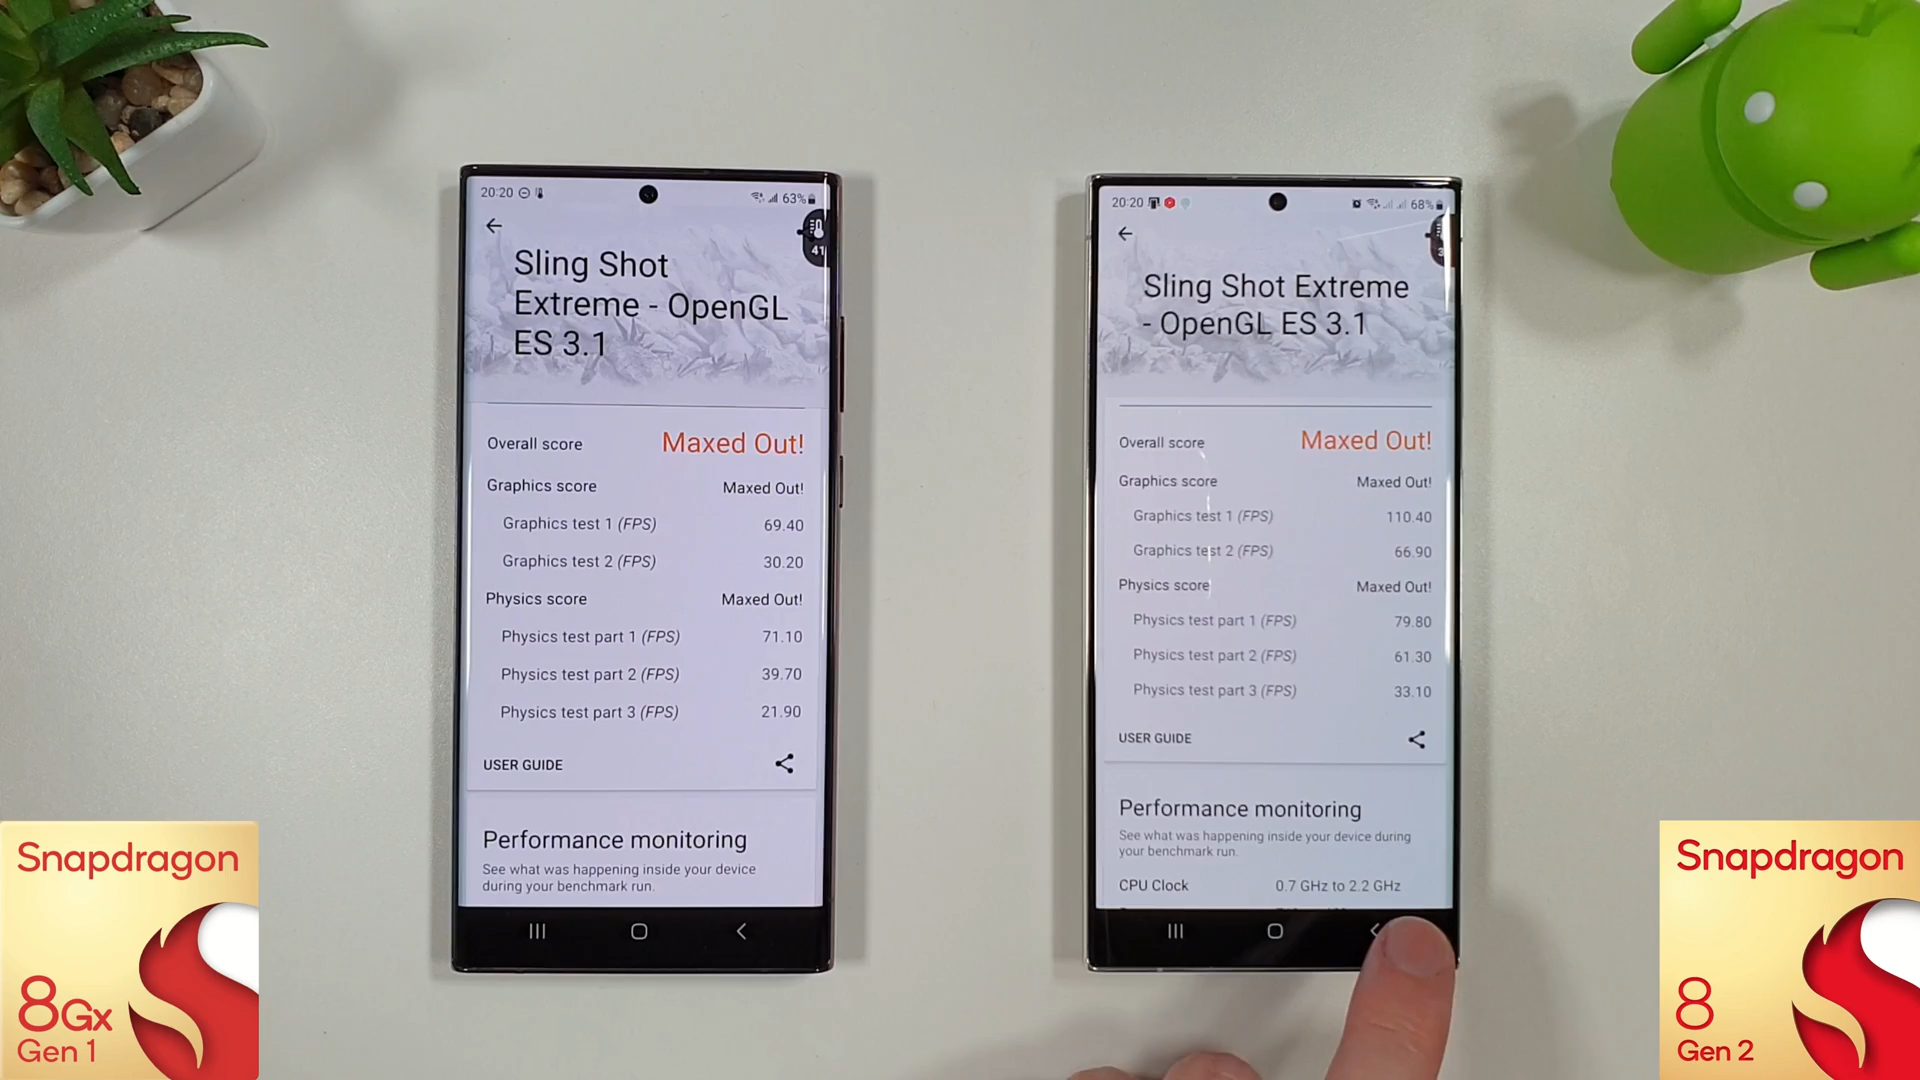 20:20
63%
41
Sling Shot
Extreme - OpenGL
ES 3.1
Overall score Maxed Out!
Graphics score Maxed Out!
Graphics test 1 (FPS) 69.40
Graphics test 2 (FPS) 30.20
Physics score Maxed Out!
Physics test part 1 (FPS) 71.10
Physics test part 2 (FPS) 39.70
Physics test part 3 (FPS) 21.90
USER GUIDE
Performance monitoring
See what was happening inside your device
during your benchmark run.
20:20
68%
Sling Shot Extreme
- OpenGL ES 3.1
Overall score Maxed Out!
Graphics score Maxed Out!
Graphics test 1 (FPS) 110.40
Graphics test 2 (FPS) 66.90
Physics score Maxed Out!
Physics test part 1 (FPS) 79.80
Physics test part 2 (FPS) 61.30
Physics test part 3 (FPS) 33.10
USER GUIDE
Performance monitoring
See what was happening inside your device during
your benchmark run.
CPU Clock 0.7 GHz to 2.2 GHz
Snapdragon
8Gx
Gen 1
Snapdragon
8
Gen 2